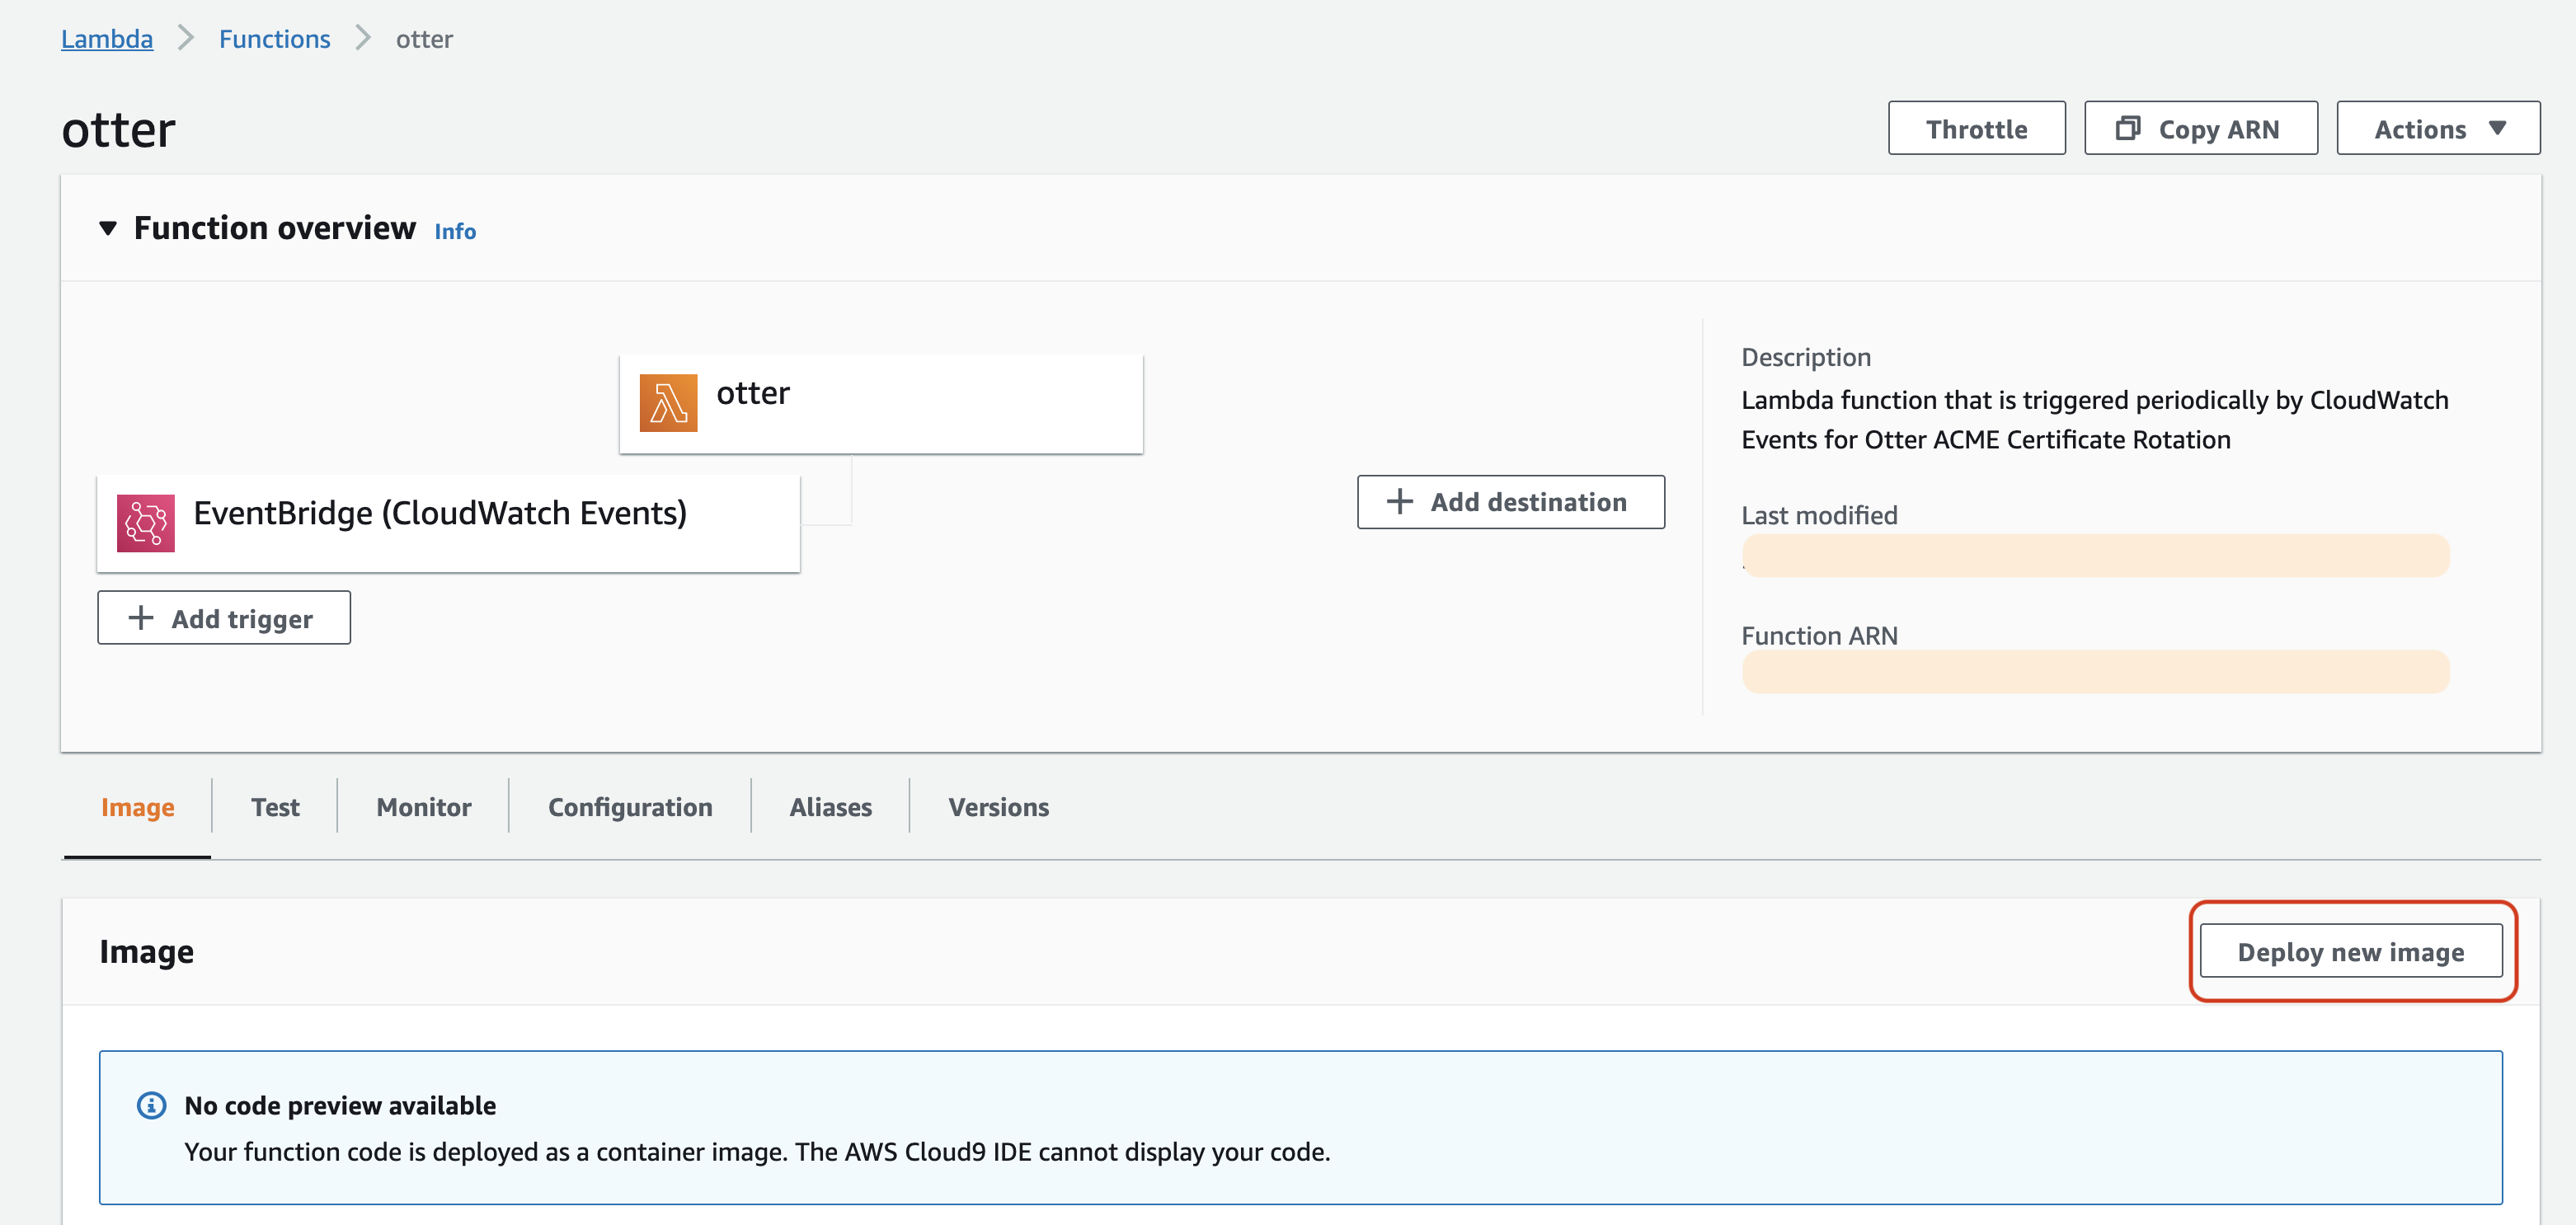 Lambda Functions otter
otter
Throttle
Copy ARN
Actions
Function overview Info
otter
EventBridge (CloudWatch Events)
Add trigger
Add destination
Description
Lambda function that is triggered periodically by CloudWatch
Events for Otter ACME Certificate Rotation
Last modified
Function ARN
Image
Test
Monitor
Configuration
Aliases
Versions
Image
Deploy new image
No code preview available
Your function code is deployed as a container image. The AWS Cloud9 IDE cannot display your code.